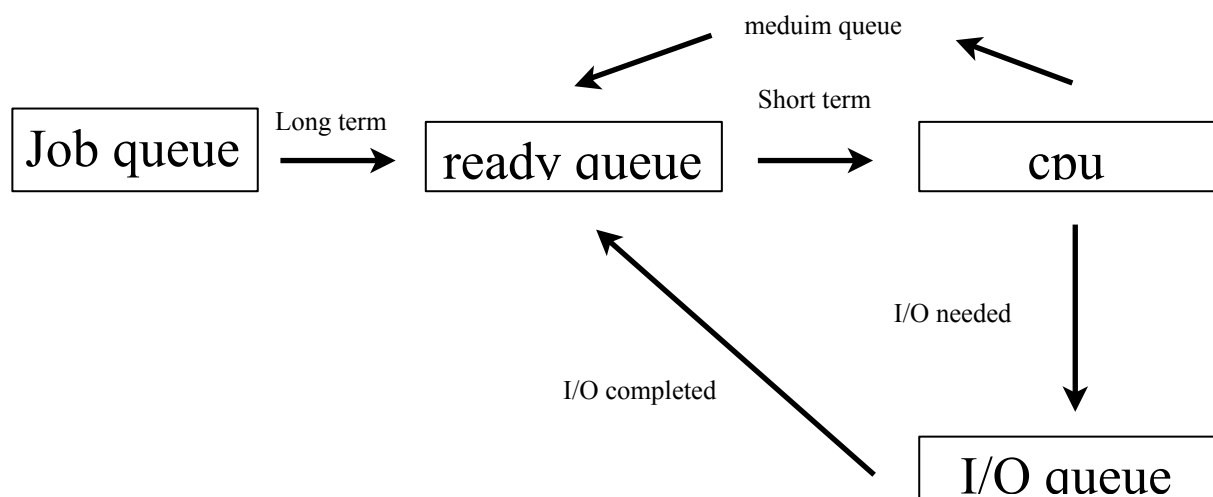 meduim queue
Short term
Long term
Job queue
ready queue
cpu
I/O needed
I/O completed
I/O queue